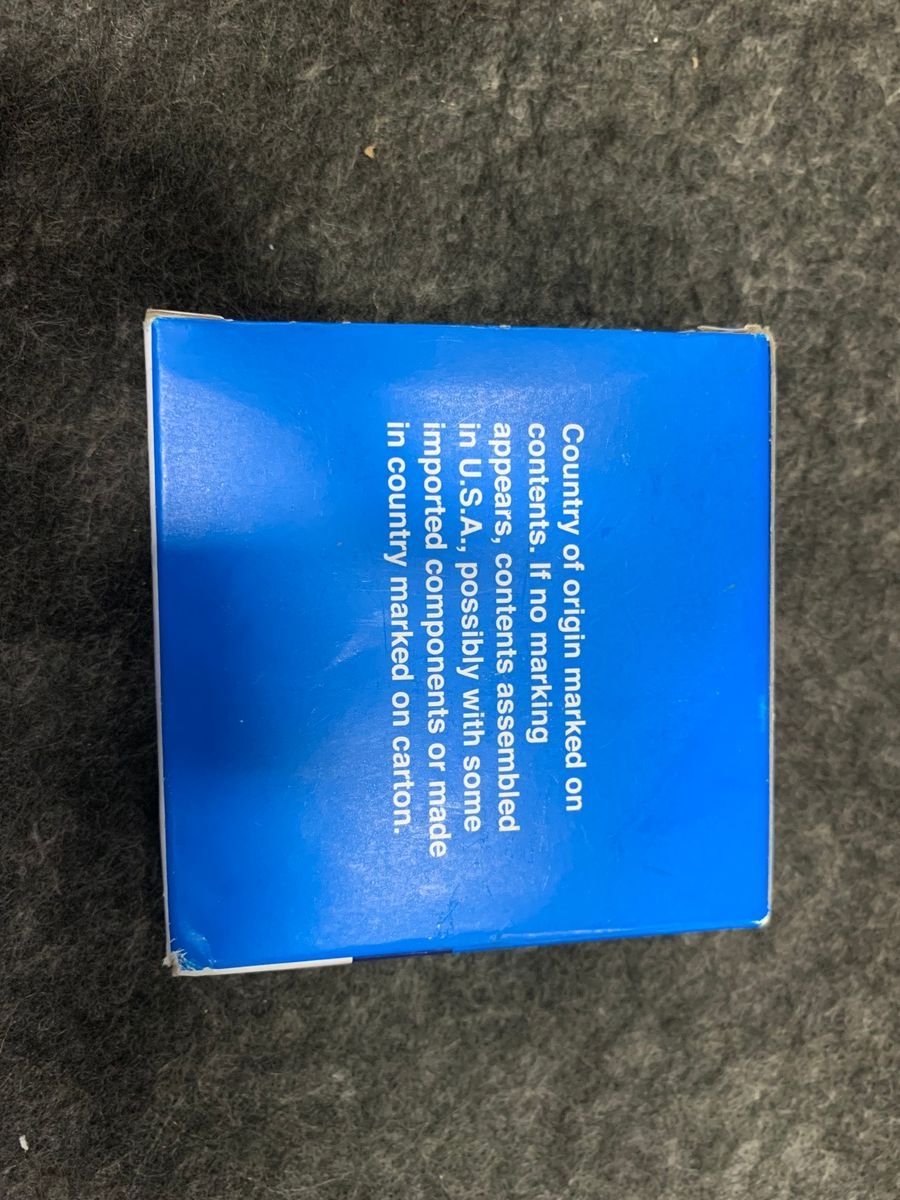 Country of origin marked on
contents. If no marking
appears, contents assembled
in U.S.A., possibly with some
imported components or made
in country marked on carton.